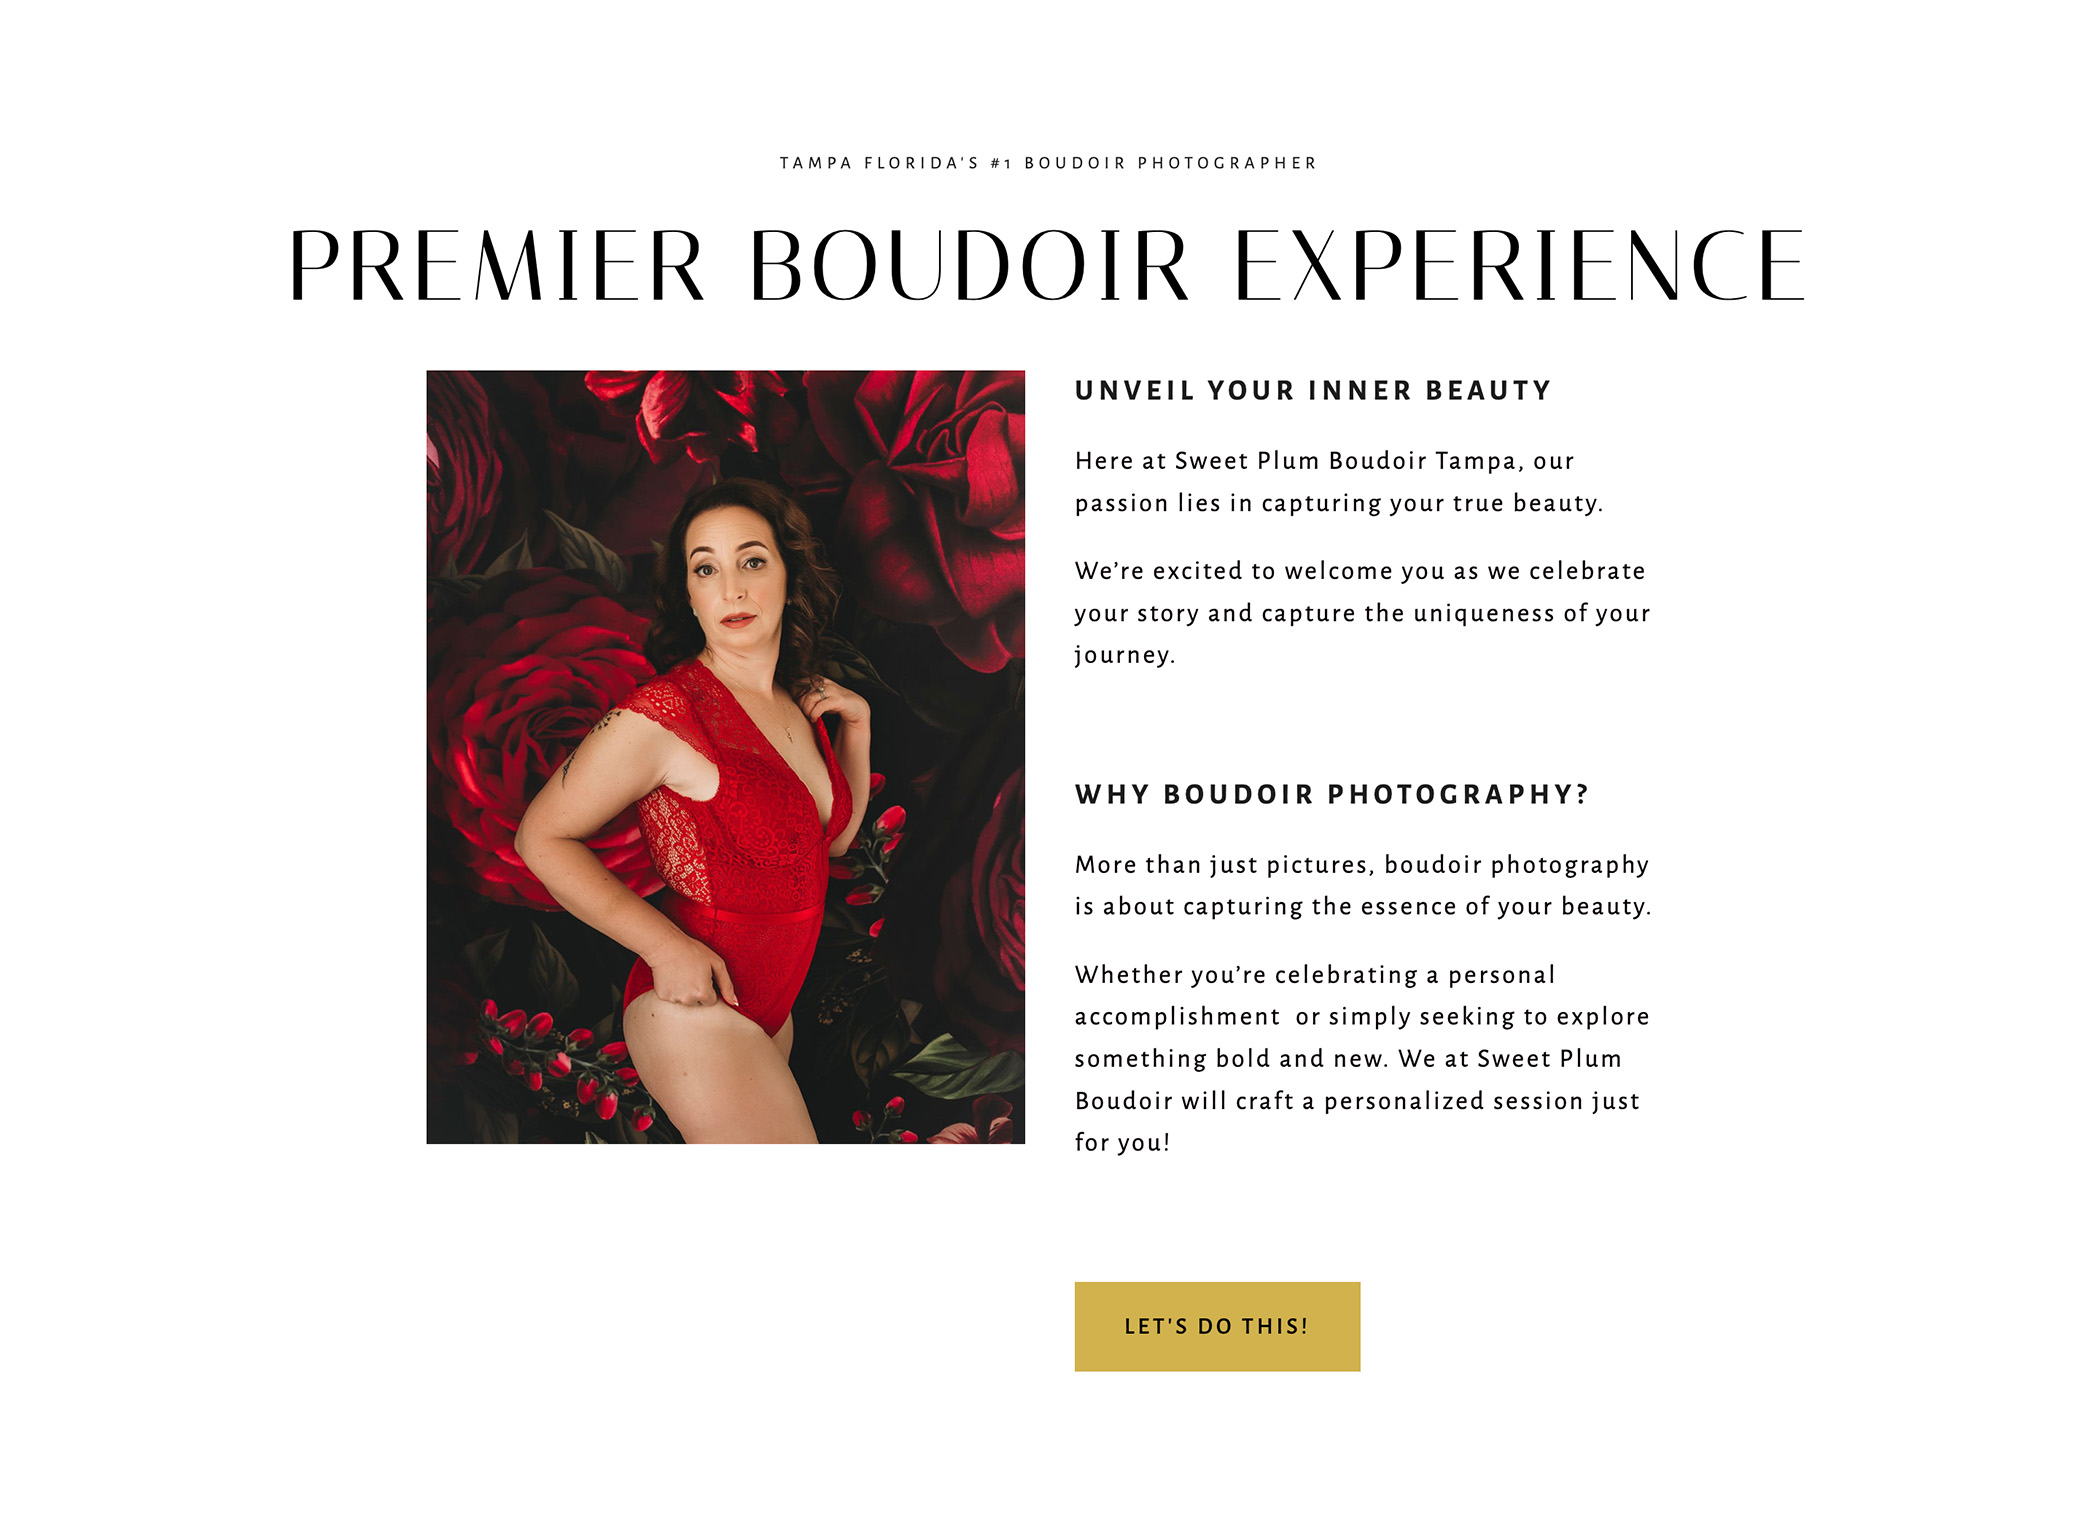 TAMPA FLORIDA'S #1 BOUDOIR PHOTOGRAPHER
PREMIER BOUDOIR EXPERIENCE
UNVEIL YOUR INNER BEAUTY
Here at Sweet Plum Boudoir Tampa, our
passion lies in capturing your true beauty.
We’re excited to welcome you as we celebrate
your story and capture the uniqueness of your
journey.
WHY BOUDOIR PHOTOGRAPHY?
More than just pictures, boudoir photography
is about capturing the essence of your beauty.
Whether you’re celebrating a personal
accomplishment  or simply seeking to explore
something bold and new. We at Sweet Plum
Boudoir will craft a personalized session just
for you!
LET'S DO THIS!